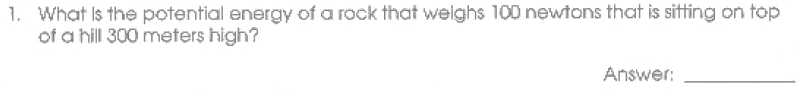 1. What is the potential energy of a rock that weighs 100 newtons that is sitting on top
of a hill 300 meters high?
Answer: ____________